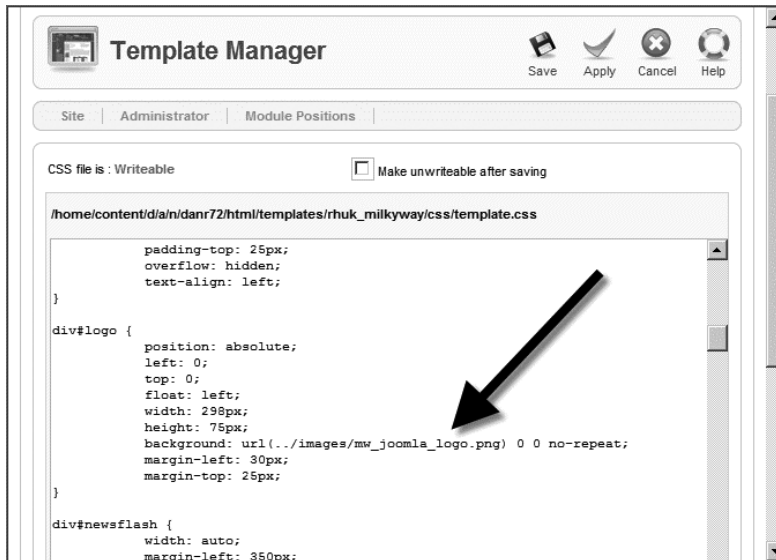 Template Manager
Save Apply Cancel Help
Site Administrator Module Positions
CSS file is : Writeable Make unwriteable after saving
/home/content/d/a/n/danr72/html/templates/rhuk_milkyway/css/template.css
padding-top: 25px;
overflow: hidden;
text-align: left;
}
div#logo {
position: absolute;
left: 0;
top: 0;
float: left;
width: 298px;
height: 75px;
background: url(../images/mw_joomla_logo.png) 0 0 no-repeat;
margin-left: 30px;
margin-top: 25px;
}
div#newsflash {
width: auto;
margin-left: 350px;